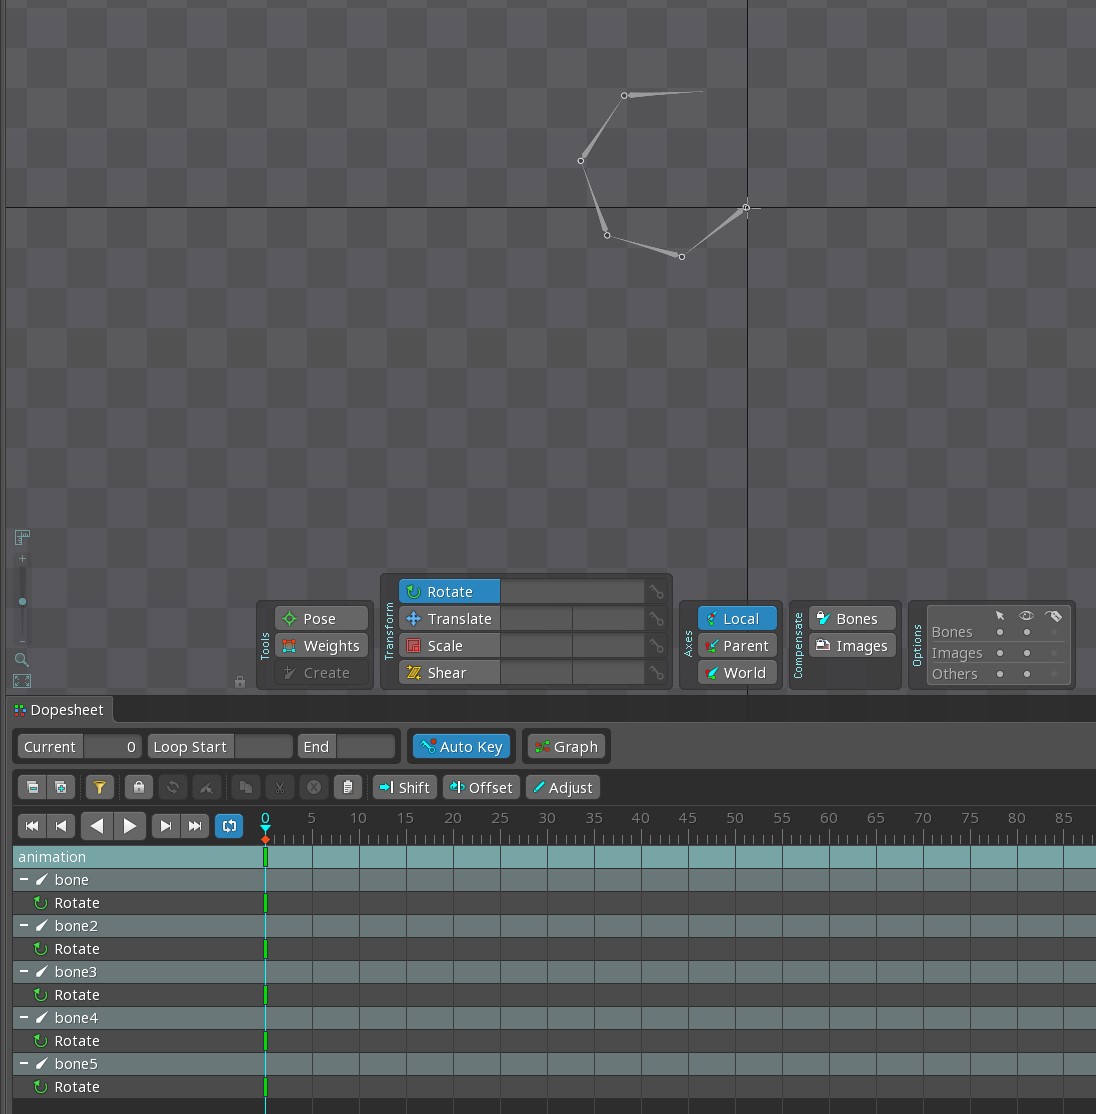 Tools
Pose
Weights
Create
Transform
Rotate
Translate
Scale
Shear
Axes
Local
Parent
World
Compensate
Bones
Images
Options
Bones
Images
Others
Dopesheet
Current 0 Loop Start End Auto Key Graph
Shift Offset Adjust
0 5 10 15 20 25 30 35 40 45 50 55 60 65 70 75 80 85
animation
bone
Rotate
bone2
Rotate
bone3
Rotate
bone4
Rotate
bone5
Rotate